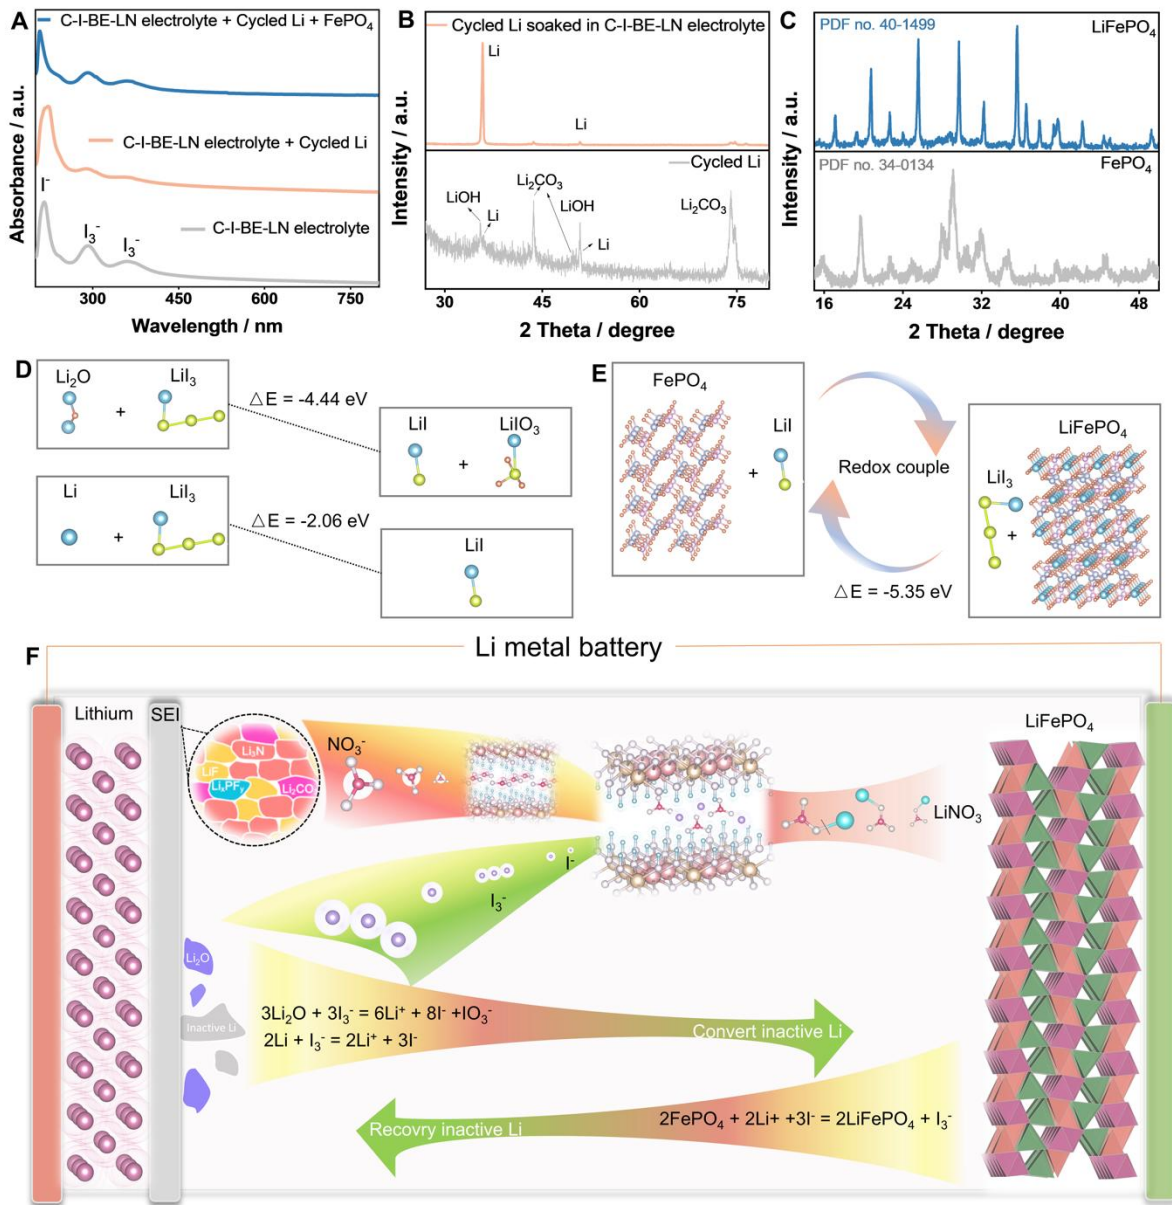 A
C-I-BE-LN electrolyte + Cycled Li + FePO₄
C-I-BE-LN electrolyte + Cycled Li
C-I-BE-LN electrolyte
I⁻
I₃⁻
I₃⁻
Absorbance / a.u.
300 450 600 750
Wavelength / nm
B
Cycled Li soaked in C-I-BE-LN electrolyte
Li
Li
Cycled Li
Li₂CO₃
LiOH
Li
LiOH
Li
Li₂CO₃
Intensity / a.u.
30 45 60 75
2 Theta / degree
C
PDF no. 40-1499
LiFePO₄
PDF no. 34-0134
FePO₄
Intensity / a.u.
16 24 32 40 48
2 Theta / degree
D
Li₂O + LiI₃
△E = -4.44 eV
LiI + LiIO₃
Li + LiI₃
△E = -2.06 eV
LiI
E
FePO₄
+
LiI
Redox couple
△E = -5.35 eV
LiFePO₄
LiI₃
+
F
Li metal battery
Lithium
SEI
Li₃N
LiF
LiₓPFᵧ
Li₂CO
NO₃⁻
LiNO₃
LiFePO₄
I⁻
I₃⁻
Li₂O
Inactive Li
3Li₂O + 3I₃⁻ = 6Li⁺ + 8I⁻ +IO₃⁻
2Li + I₃⁻ = 2Li⁺ + 3I⁻
Convert inactive Li
2FePO₄ + 2Li+ +3I⁻ = 2LiFePO₄ + I₃⁻
Recovry inactive Li